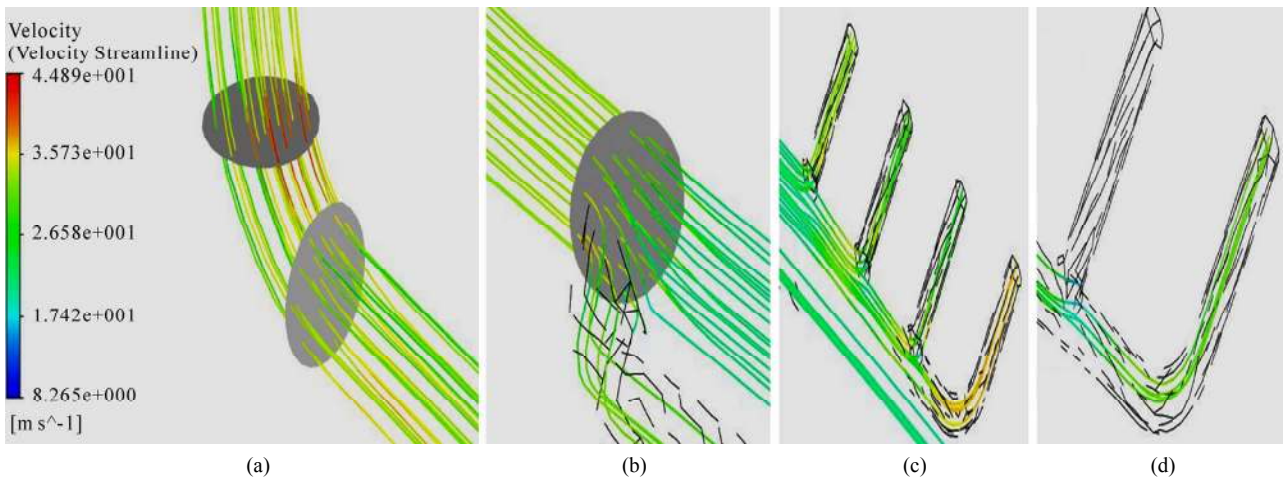 Velocity
(Velocity Streamline)
4.489e+001
3.573e+001
2.658e+001
1.742e+001
8.265e+000
[m s^-1]
(a)
(b)
(c)
(d)